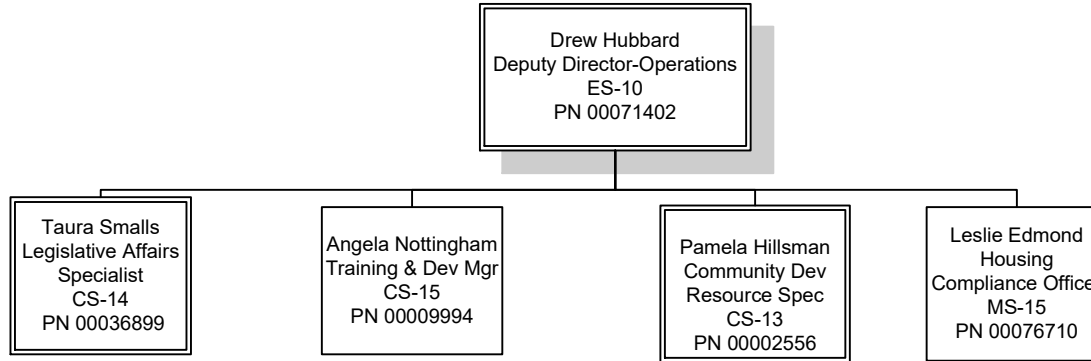 Drew Hubbard
Deputy Director-Operations
ES-10
PN 00071402
Taura Smalls
Legislative Affairs
Specialist
CS-14
PN 00036899
Angela Nottingham
Training & Dev Mgr
CS-15
PN 00009994
Pamela Hillsman
Community Dev
Resource Spec
CS-13
PN 00002556
Leslie Edmond
Housing
Compliance Office
MS-15
PN 00076710